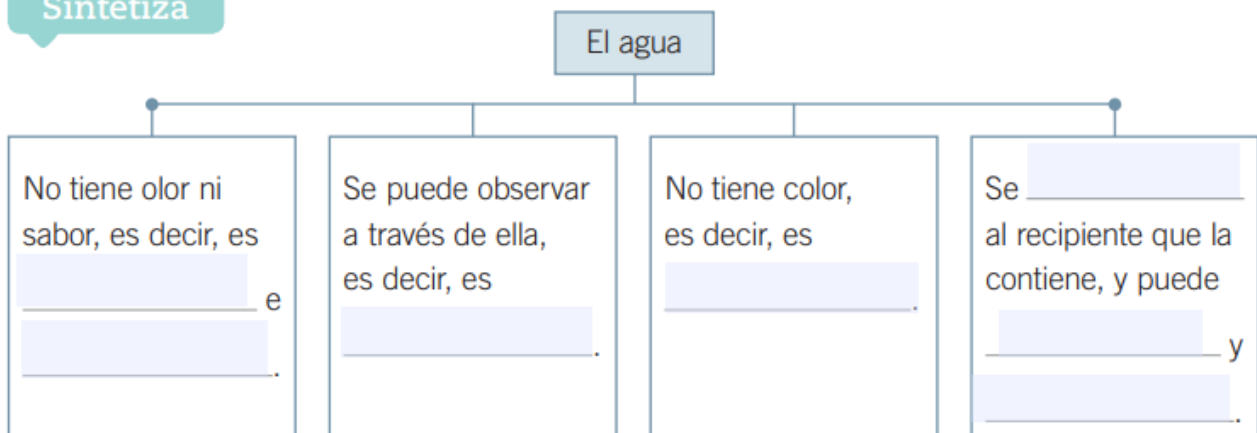 Sintetiza
El agua
No tiene olor ni
sabor, es decir, es
e
.
Se puede observar
a través de ella,
es decir, es
.
No tiene color,
es decir, es
.
Se
al recipiente que la
contiene, y puede
y
.